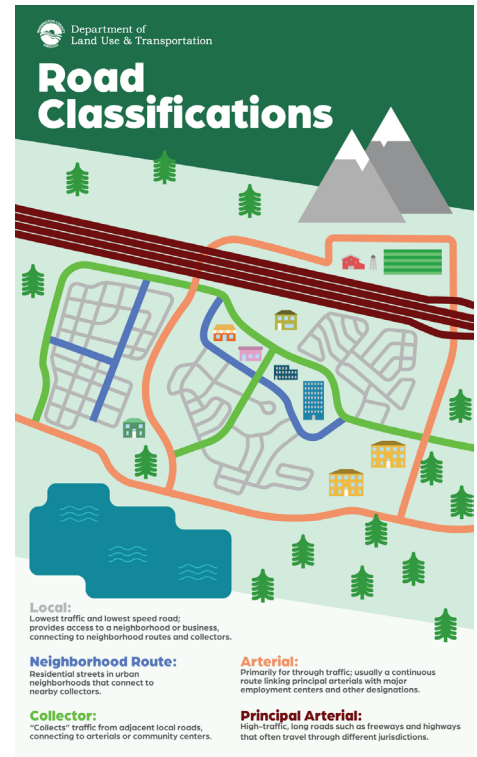 Department of
Land Use & Transportation
Road
Classifications
Local:
Lowest traffic and lowest speed road;
provides access to a neighborhood or business,
connecting to neighborhood routes and collectors.
Neighborhood Route:
Residential streets in urban
neighborhoods that connect to
nearby collectors.
Collector:
“Collects” traffic from adjacent local roads,
connecting to arterials or community centers.
Arterial:
Primarily for through traffic; usually a continuous
route linking principal arterials with major
employment centers and other designations.
Principal Arterial:
High-traffic, long roads such as freeways and highways
that often travel through different jurisdictions.